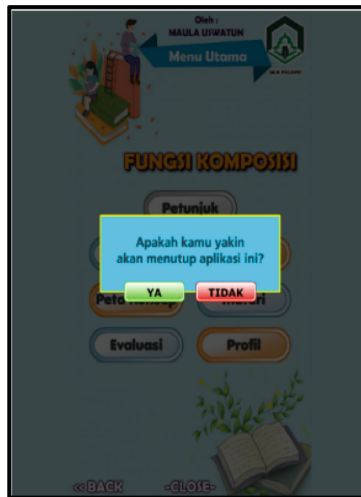 Oleh :
MAULA USWATUN
Menu Utama
FUNGSI KOMPOSISI
Petunjuk
Apakah kamu yakin
akan menutup aplikasi ini?
YA
TIDAK
Evaluasi
Profil
<< BACK
-CLOSE-